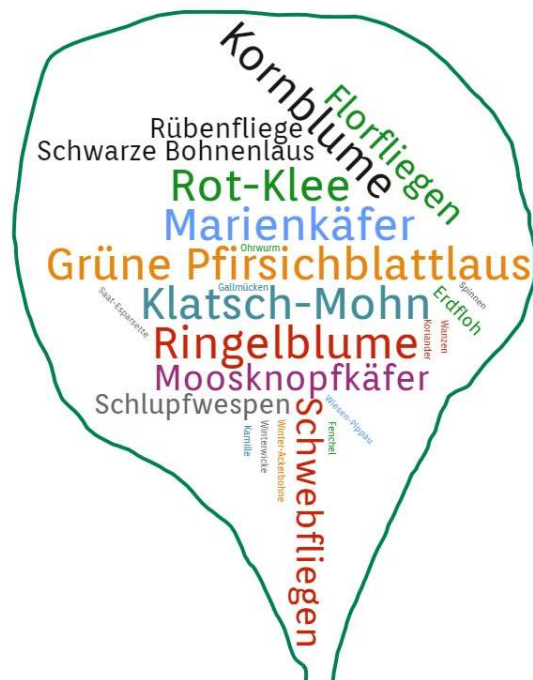 Kornblume
Florfliegen
Rübenfliege
Schwarze Bohnenlaus
Rot-Klee
Marienkäfer
Ohrwurm
Grüne Pfirsichblattlaus
Gallmücken
Spinnen
Saat-Esparsette
Klatsch-Mohn
Erdfloh
Koriander
Wanzen
Ringelblume
Moosknopfkäfer
Schlupfwespen
Wiesen-Pippau
Schwebfliegen
Kamille
Winterwicke
Winter-Ackerbohne
Fenchel